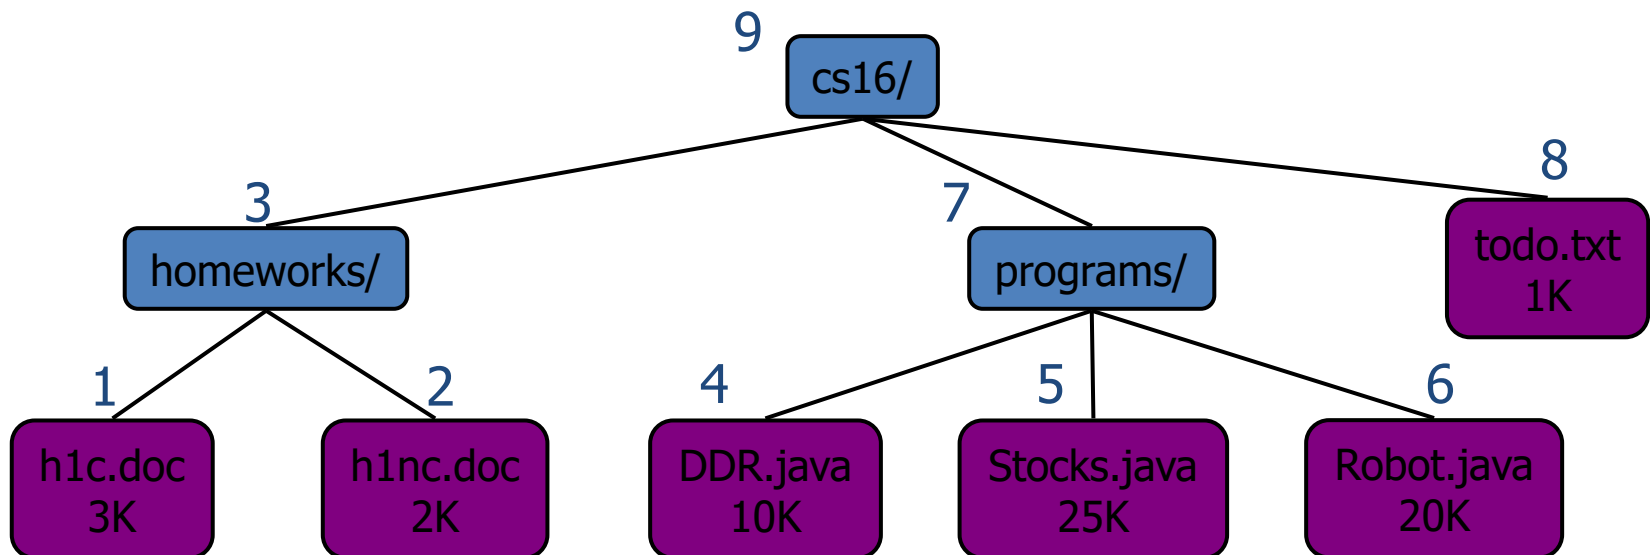 9
cs16/
8
3
7
todo.txt
1K
homeworks/
programs/
1
2
4
5
6
h1c.doc
3K
h1nc.doc
2K
DDR.java
10K
Stocks.java
25K
Robot.java
20K